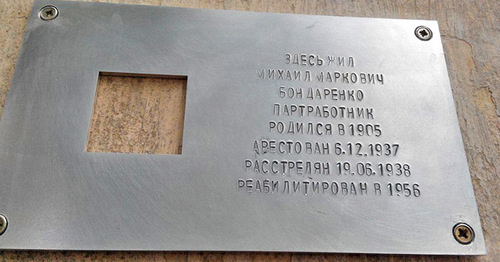 ЗДЕСЬ ЖИЛ
МИХАИЛ МАРКОВИЧ
БОНДАРЕНКО
ПАРТРАБОТНИК
РОДИЛСЯ В 1905
АРЕСТОВАН 6.12.1937
РАССТРЕЛЯН 19.06.1938
РЕАБИЛИТИРОВАН В 1956